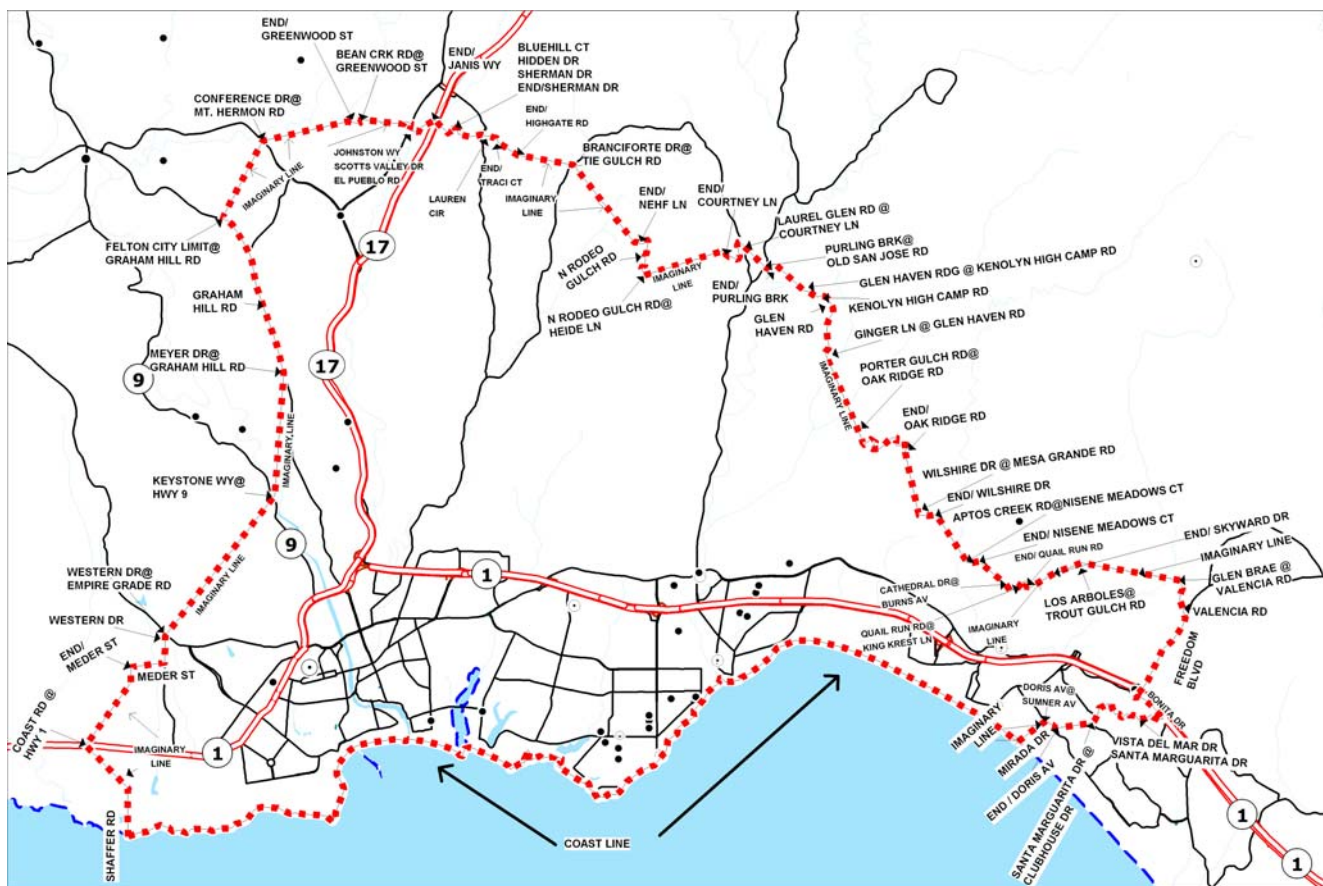 END/
GREENWOOD ST
BEAN CRK RD@
GREENWOOD ST
END/
JANIS WY
BLUEHILL CT
HIDDEN DR
SHERMAN DR
END/SHERMAN DR
CONFERENCE DR@
MT. HERMON RD
END/
HIGHGATE RD
BRANCIFORTE DR@
TIE GULCH RD
IMAGINARY LINE
JOHNSTON WY
SCOTTS VALLEY DR
EL PUEBLO RD
LAUREN
CIR
END/
TRACI CT
IMAGINARY
LINE
END/
NEHF LN
END/
COURTNEY LN
LAUREL GLEN RD @
COURTNEY LN
FELTON CITY LIMIT@
GRAHAM HILL RD
17
N RODEO
GULCH RD
IMAGINARY
LINE
PURLING BRK@
OLD SAN JOSE RD
GLEN HAVEN RDG @ KENOLYN HIGH CAMP RD
END/
PURLING BRK
KENOLYN HIGH CAMP RD
GRAHAM
HILL RD
N RODEO GULCH RD@
HEIDE LN
GLEN
HAVEN RD
GINGER LN @ GLEN HAVEN RD
MEYER DR@
GRAHAM HILL RD
9
17
PORTER GULCH RD@
OAK RIDGE RD
IMAGINARY LINE
IMAGINARY LINE
END/
OAK RIDGE RD
KEYSTONE WY@
HWY 9
WILSHIRE DR @ MESA GRANDE RD
END/ WILSHIRE DR
APTOS CREEK RD@NISENE MEADOWS CT
9
END/ NISENE MEADOWS CT
END/ SKYWARD DR
END/ QUAIL RUN RD
IMAGINARY LINE
IMAGINARY LINE
WESTERN DR@
EMPIRE GRADE RD
1
CATHEDRAL DR@
BURNS AV
LOS ARBOLES@
TROUT GULCH RD
GLEN BRAE @
VALENCIA RD
WESTERN DR
VALENCIA RD
QUAIL RUN RD@
KING KREST LN
IMAGINARY
LINE
END/
MEDER ST
MEDER ST
FREEDOM
BLVD
DORIS AV@
SUMNER AV
BONITA DR
COAST RD @
HWY 1
IMAGINARY
LINE
1
IMAGINARY
LINE
MIRADA DR
END / DORIS AV
VISTA DEL MAR DR
SANTA MARGUARITA DR
SANTA MARGUARITA DR @
CLUBHOUSE DR
SHAFFER RD
COAST LINE
1
1